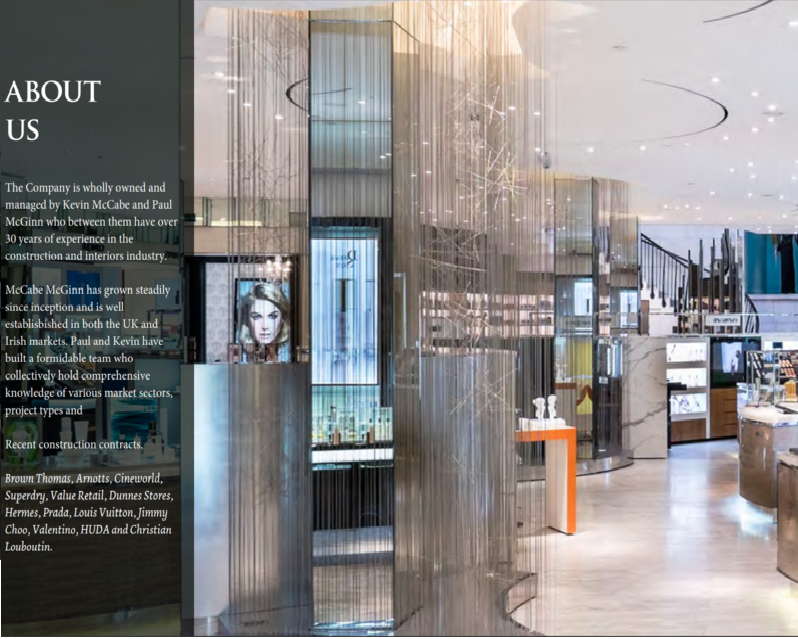 ABOUT
US
The Company is wholly owned and
managed by Kevin McCabe and Paul
McGinn who between them have over
30 years of experience in the
construction and interiors industry.
McCabe McGinn has grown steadily
since inception and is well
establisbished in both the UK and
Irish markets. Paul and Kevin have
built a formidable team who
collectively hold comprehensive
knowledge of various market sectors,
project types and
Recent construction contracts.
Brown Thomas, Arnotts, Cineworld,
Superdry, Value Retail, Dunnes Stores,
Hermes, Prada, Louis Vuitton, Jimmy
Choo, Valentino, HUDA and Christian
Louboutin.